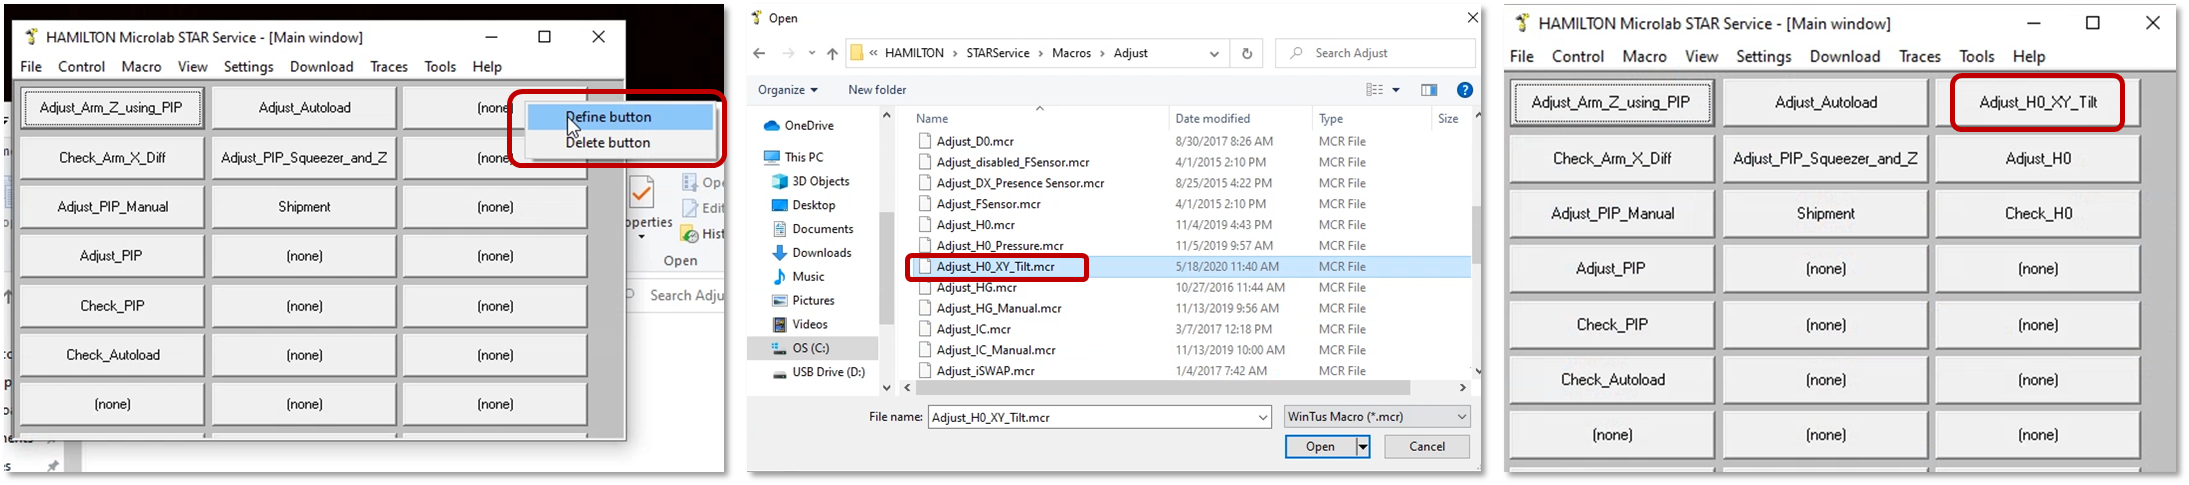 HAMILTON Microlab STAR Service - [Main window]
File Control Macro View Settings Download Traces Tools Help
Adjust_Arm_Z_using_PIP Adjust_Autoload (none)
Define button
Delete button
Check_Arm_X_Diff Adjust_PIP_Squeezer_and_Z (none)
Adjust_PIP_Manual Shipment (none)
Adjust_PIP (none) (none)
Check_PIP (none) (none)
Check_Autoload (none) (none)
(none) (none) (none)
Open
Search Adju
Open
« HAMILTON > STARService > Macros > Adjust
Search Adjust
Organize New folder
Name Date modified Type Size
OneDrive
This PC
3D Objects
Desktop
Documents
Downloads
Music
Pictures
Videos
OS (C:)
USB Drive (D:)
Adjust_D0.mcr 8/30/2017 8:26 AM MCR File
Adjust_disabled_FSensor.mcr 4/1/2015 2:10 PM MCR File
Adjust_DX_Presence Sensor.mcr 8/25/2015 4:22 PM MCR File
Adjust_FSensor.mcr 4/1/2015 2:10 PM MCR File
Adjust_H0.mcr 11/4/2019 4:43 PM MCR File
Adjust_H0_Pressure.mcr 11/5/2019 9:57 AM MCR File
Adjust_H0_XY_Tilt.mcr 5/18/2020 11:40 AM MCR File
Adjust_HG.mcr 10/27/2016 11:44 AM MCR File
Adjust_HG_Manual.mcr 11/13/2019 9:56 AM MCR File
Adjust_IC.mcr 3/7/2017 12:18 PM MCR File
Adjust_IC_Manual.mcr 11/13/2019 10:00 AM MCR File
Adjust_iSWAP.mcr 1/4/2017 7:42 AM MCR File
File name: Adjust_H0_XY_Tilt.mcr WinTus Macro (*.mcr)
Open Cancel
HAMILTON Microlab STAR Service - [Main window]
File Control Macro View Settings Download Traces Tools Help
Adjust_Arm_Z_using_PIP Adjust_Autoload Adjust_H0_XY_Tilt
Check_Arm_X_Diff Adjust_PIP_Squeezer_and_Z Adjust_H0
Adjust_PIP_Manual Shipment Check_H0
Adjust_PIP (none) (none)
Check_PIP (none) (none)
Check_Autoload (none) (none)
(none) (none) (none)